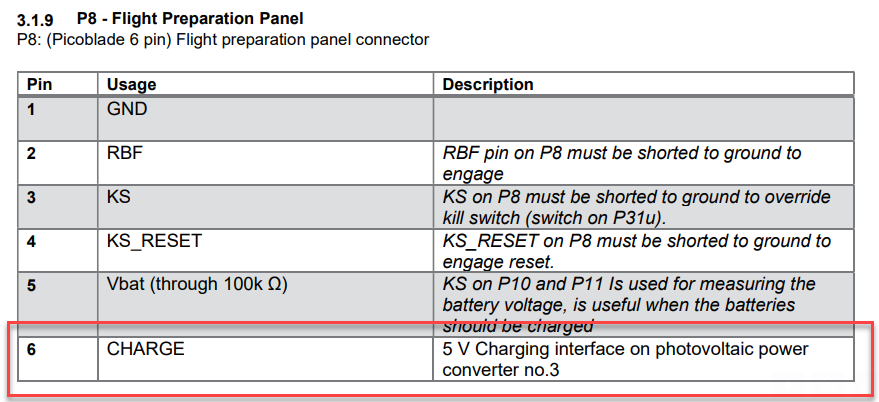 3.1.9 P8 - Flight Preparation Panel
P8: (Picoblade 6 pin) Flight preparation panel connector
Pin Usage Description
1 GND
2 RBF RBF pin on P8 must be shorted to ground to
engage
3 KS KS on P8 must be shorted to ground to override
kill switch (switch on P31u).
4 KS_RESET KS_RESET on P8 must be shorted to ground to
engage reset.
5 Vbat (through 100k Ω) KS on P10 and P11 Is used for measuring the
battery voltage, is useful when the batteries
should be charged
6 CHARGE 5 V Charging interface on photovoltaic power
converter no.3